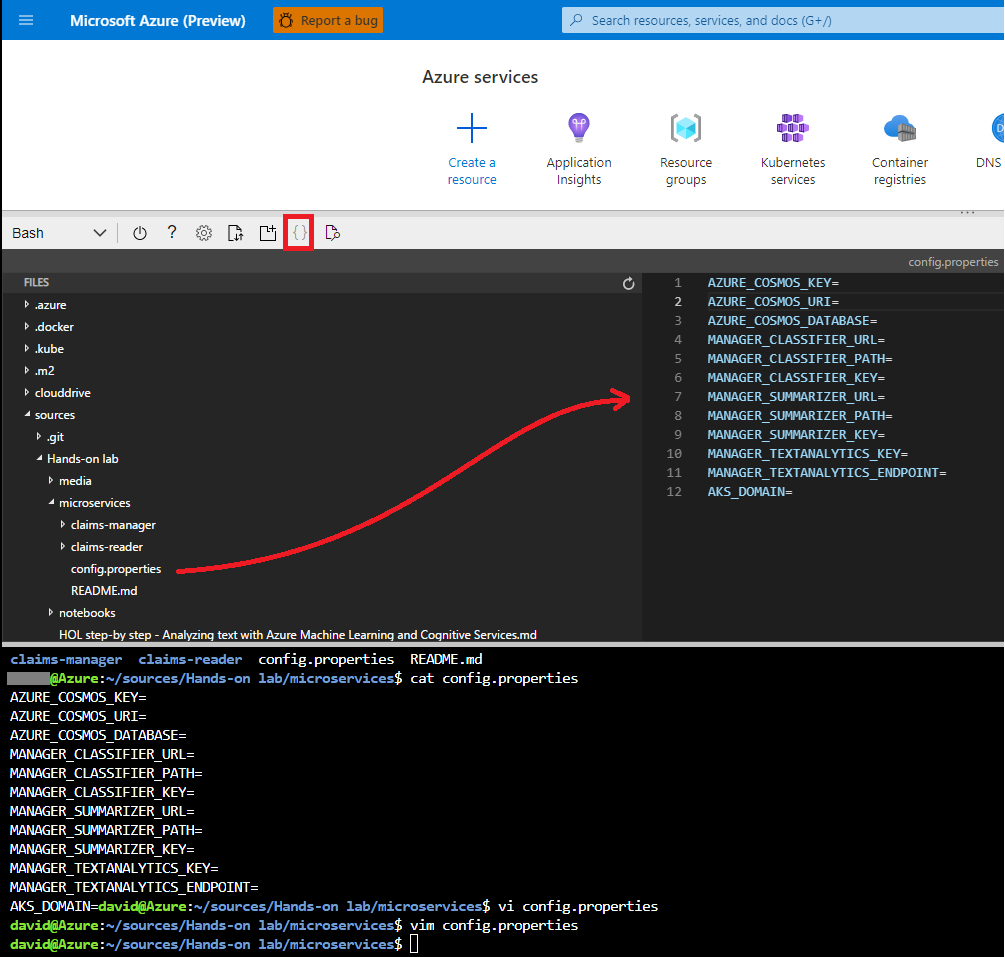 Microsoft Azure (Preview)
Report a bug
Search resources, services, and docs (G+/)
Azure services
Create a resource
Application Insights
Resource groups
Kubernetes services
Container registries
DNS
Bash
?
{}
config.properties
FILES
.azure
.docker
.kube
.m2
clouddrive
sources
.git
Hands-on lab
media
microservices
claims-manager
claims-reader
config.properties
README.md
notebooks
HOL step-by step - Analyzing text with Azure Machine Learning and Cognitive Services.md
1 AZURE_COSMOS_KEY=
2 AZURE_COSMOS_URI=
3 AZURE_COSMOS_DATABASE=
4 MANAGER_CLASSIFIER_URL=
5 MANAGER_CLASSIFIER_PATH=
6 MANAGER_CLASSIFIER_KEY=
7 MANAGER_SUMMARIZER_URL=
8 MANAGER_SUMMARIZER_PATH=
9 MANAGER_SUMMARIZER_KEY=
10 MANAGER_TEXTANALYTICS_KEY=
11 MANAGER_TEXTANALYTICS_ENDPOINT=
12 AKS_DOMAIN=
claims-manager claims-reader config.properties README.md
@Azure:~/sources/Hands-on lab/microservices$ cat config.properties
AZURE_COSMOS_KEY=
AZURE_COSMOS_URI=
AZURE_COSMOS_DATABASE=
MANAGER_CLASSIFIER_URL=
MANAGER_CLASSIFIER_PATH=
MANAGER_CLASSIFIER_KEY=
MANAGER_SUMMARIZER_URL=
MANAGER_SUMMARIZER_PATH=
MANAGER_SUMMARIZER_KEY=
MANAGER_TEXTANALYTICS_KEY=
MANAGER_TEXTANALYTICS_ENDPOINT=
AKS_DOMAIN=david@Azure:~/sources/Hands-on lab/microservices$ vi config.properties
david@Azure:~/sources/Hands-on lab/microservices$ vim config.properties
david@Azure:~/sources/Hands-on lab/microservices$